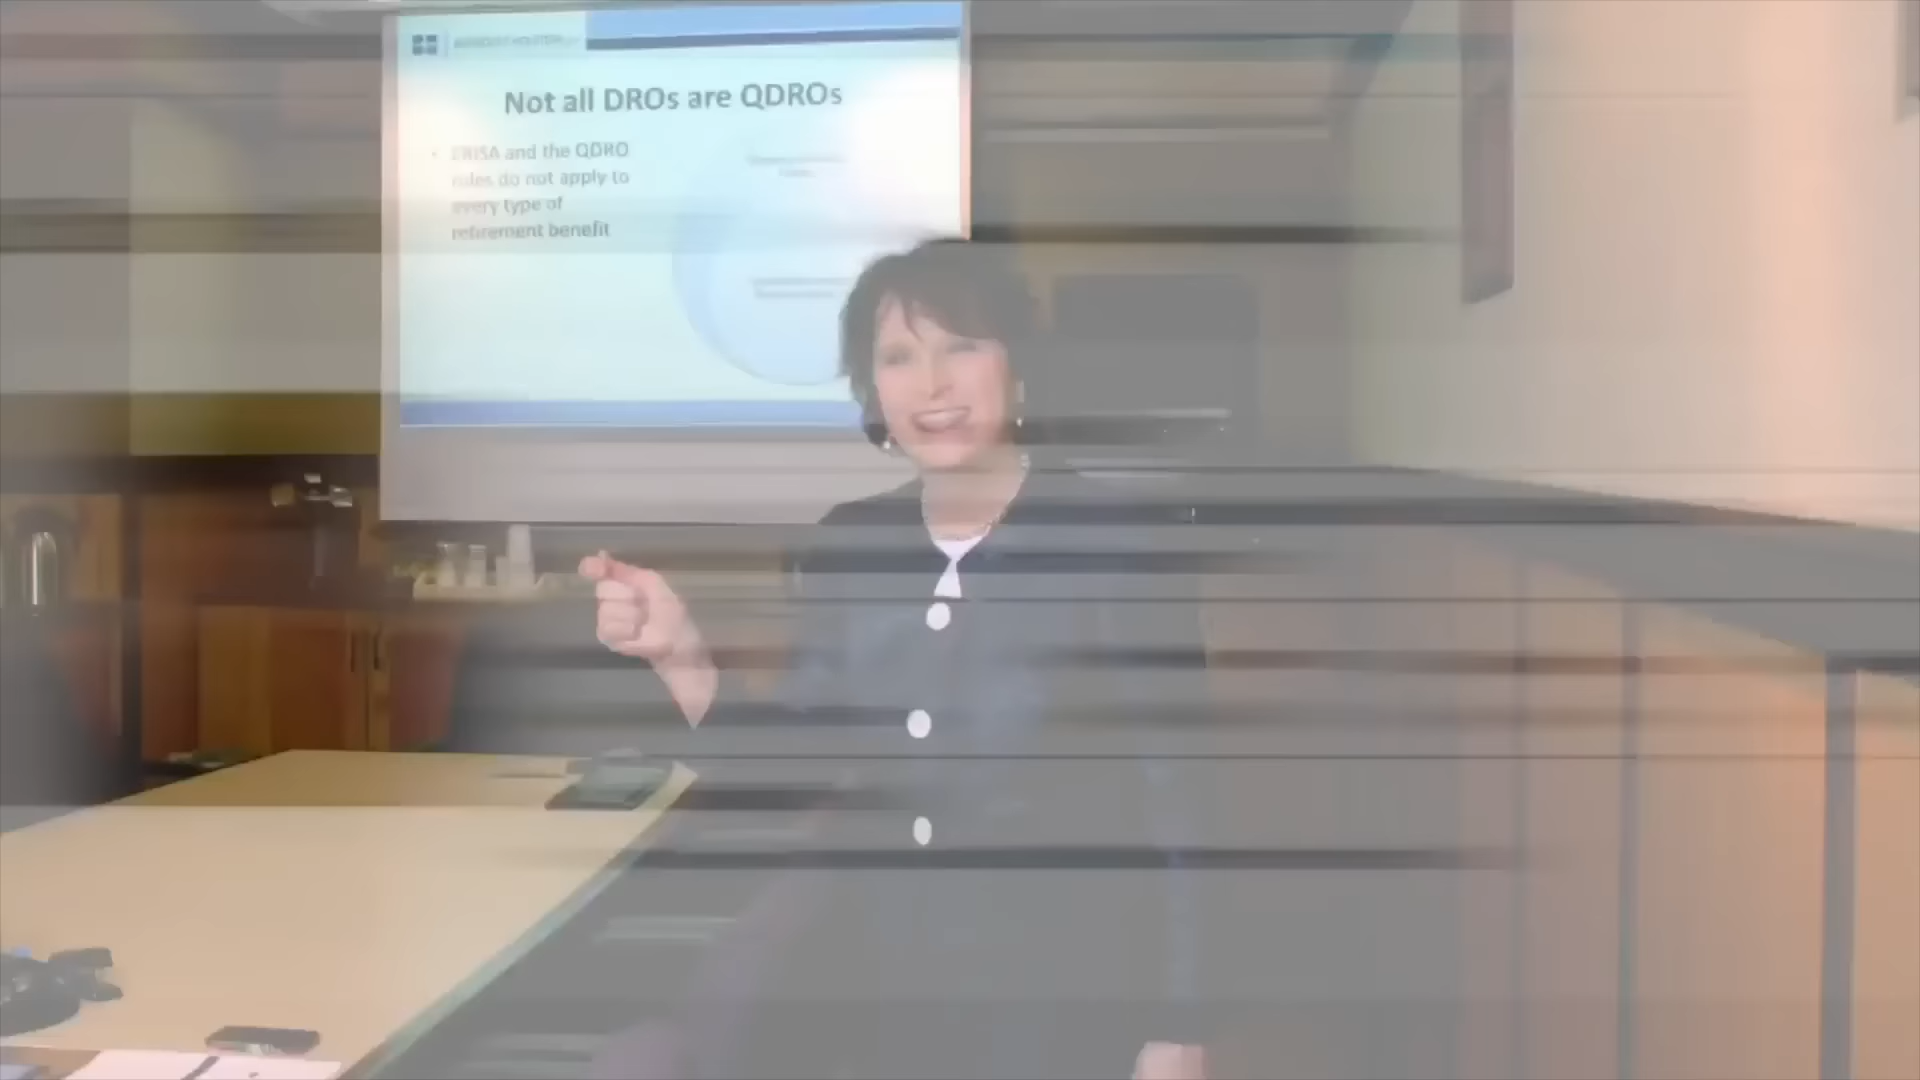 Not all DROs are QDROs
• ERISA and the QDRO
rules do not apply to
every type of
retirement benefit